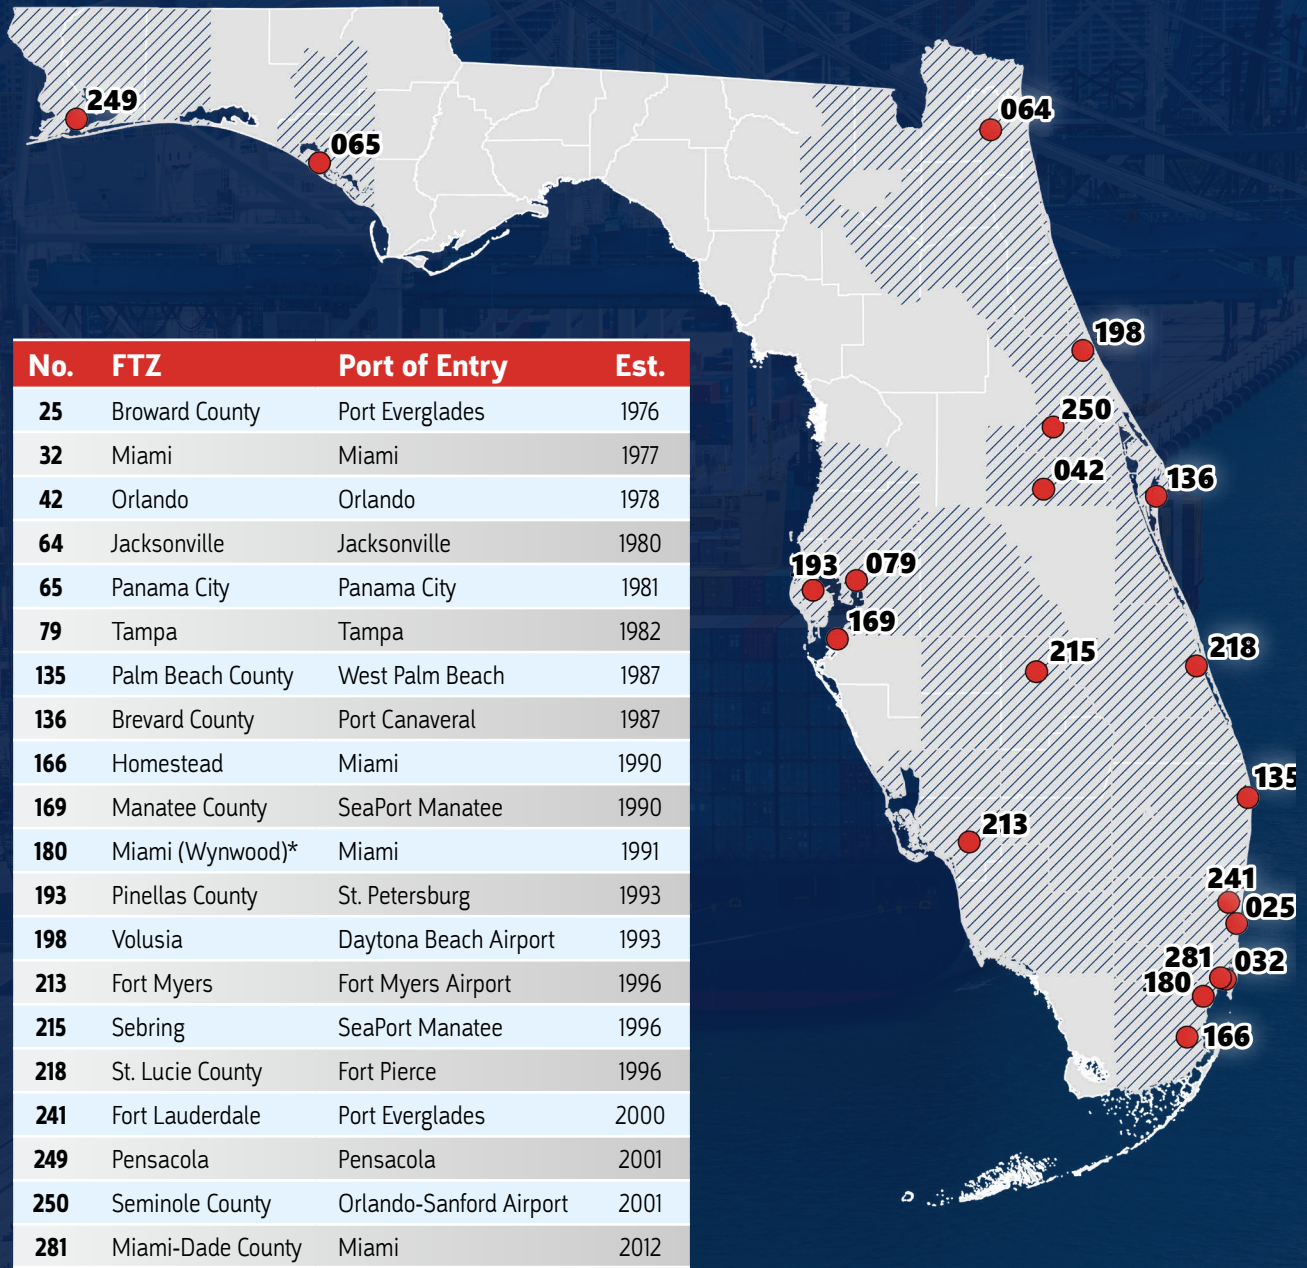 249
065
064
198
250
042
136
193
079
169
215
218
135
213
241
025
281
032
180
166
No. FTZ Port of Entry Est.
25 Broward County Port Everglades 1976
32 Miami Miami 1977
42 Orlando Orlando 1978
64 Jacksonville Jacksonville 1980
65 Panama City Panama City 1981
79 Tampa Tampa 1982
135 Palm Beach County West Palm Beach 1987
136 Brevard County Port Canaveral 1987
166 Homestead Miami 1990
169 Manatee County SeaPort Manatee 1990
180 Miami (Wynwood)* Miami 1991
193 Pinellas County St. Petersburg 1993
198 Volusia Daytona Beach Airport 1993
213 Fort Myers Fort Myers Airport 1996
215 Sebring SeaPort Manatee 1996
218 St. Lucie County Fort Pierce 1996
241 Fort Lauderdale Port Everglades 2000
249 Pensacola Pensacola 2001
250 Seminole County Orlando-Sanford Airport 2001
281 Miami-Dade County Miami 2012